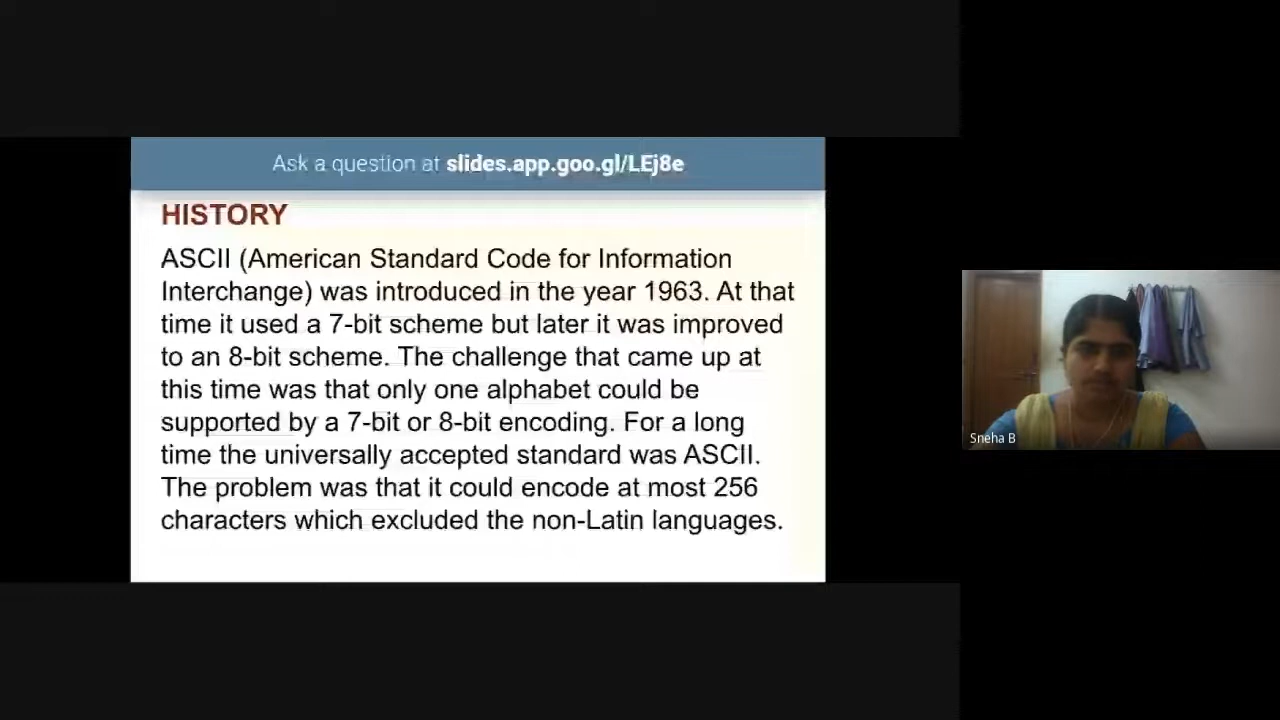 Ask a question at slides.app.goo.gl/LEj8e
HISTORY
ASCII (American Standard Code for Information
Interchange) was introduced in the year 1963. At that
time it used a 7-bit scheme but later it was improved
to an 8-bit scheme. The challenge that came up at
this time was that only one alphabet could be
supported by a 7-bit or 8-bit encoding. For a long
time the universally accepted standard was ASCII.
The problem was that it could encode at most 256
characters which excluded the non-Latin languages.
Sneha B